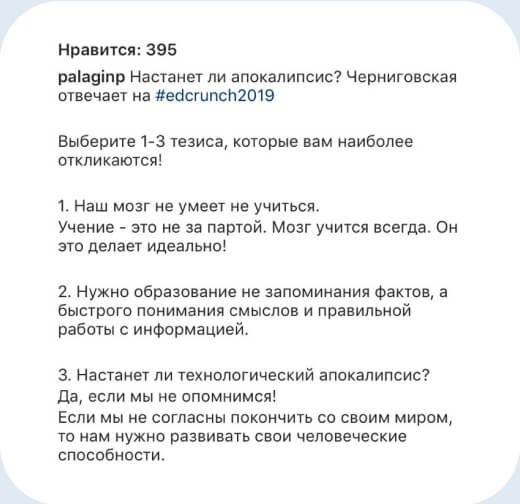 Нравится: 395
palaginp Настанет ли апокалипсис? Черниговская
отвечает на #edcrunch2019
Выберите 1-3 тезиса, которые вам наиболее
откликаются!
1. Наш мозг не умеет не учиться.
Учение - это не за партой. Мозг учится всегда. Он
это делает идеально!
2. Нужно образование не запоминания фактов, а
быстрого понимания смыслов и правильной
работы с информацией.
3. Настанет ли технологический апокалипсис?
Да, если мы не опомнимся!
Если мы не согласны покончить со своим миром,
то нам нужно развивать свои человеческие
способности.